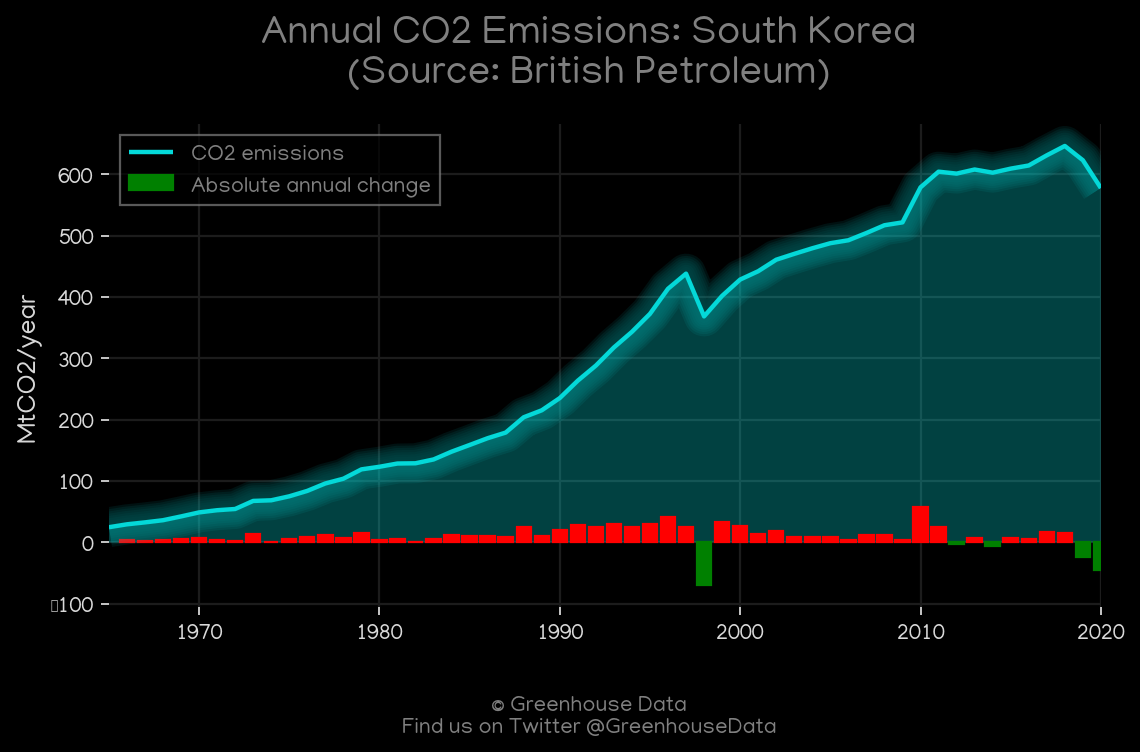 Annual CO2 Emissions: South Korea
(Source: British Petroleum)
CO2 emissions
Absolute annual change
MtCO2/year
600
500
400
300
200
100
0
▯100
1970 1980 1990 2000 2010 2020
© Greenhouse Data
Find us on Twitter @GreenhouseData